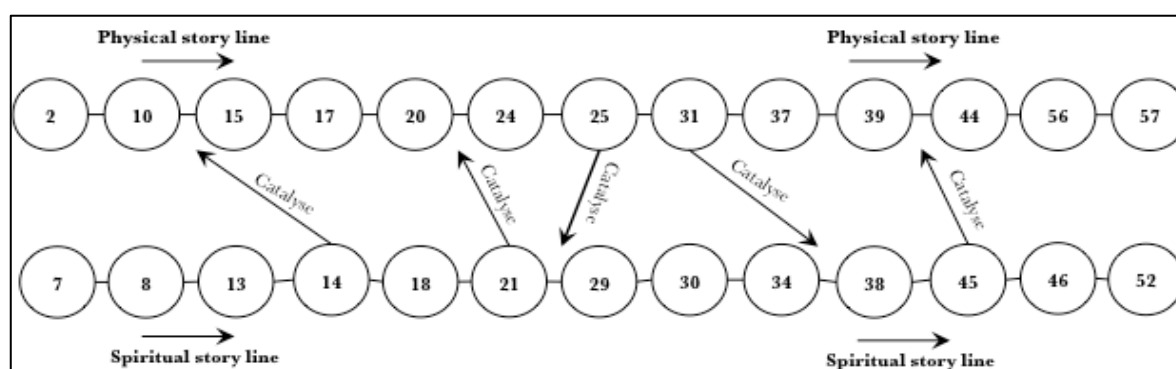 Physical story line Physical story line
2 10 15 17 20 24 25 31 37 39 44 56 57
Catalyse Catalyse Catalyse Catalyse Catalyse
7 8 13 14 18 21 29 30 34 38 45 46 52
Spiritual story line Spiritual story line